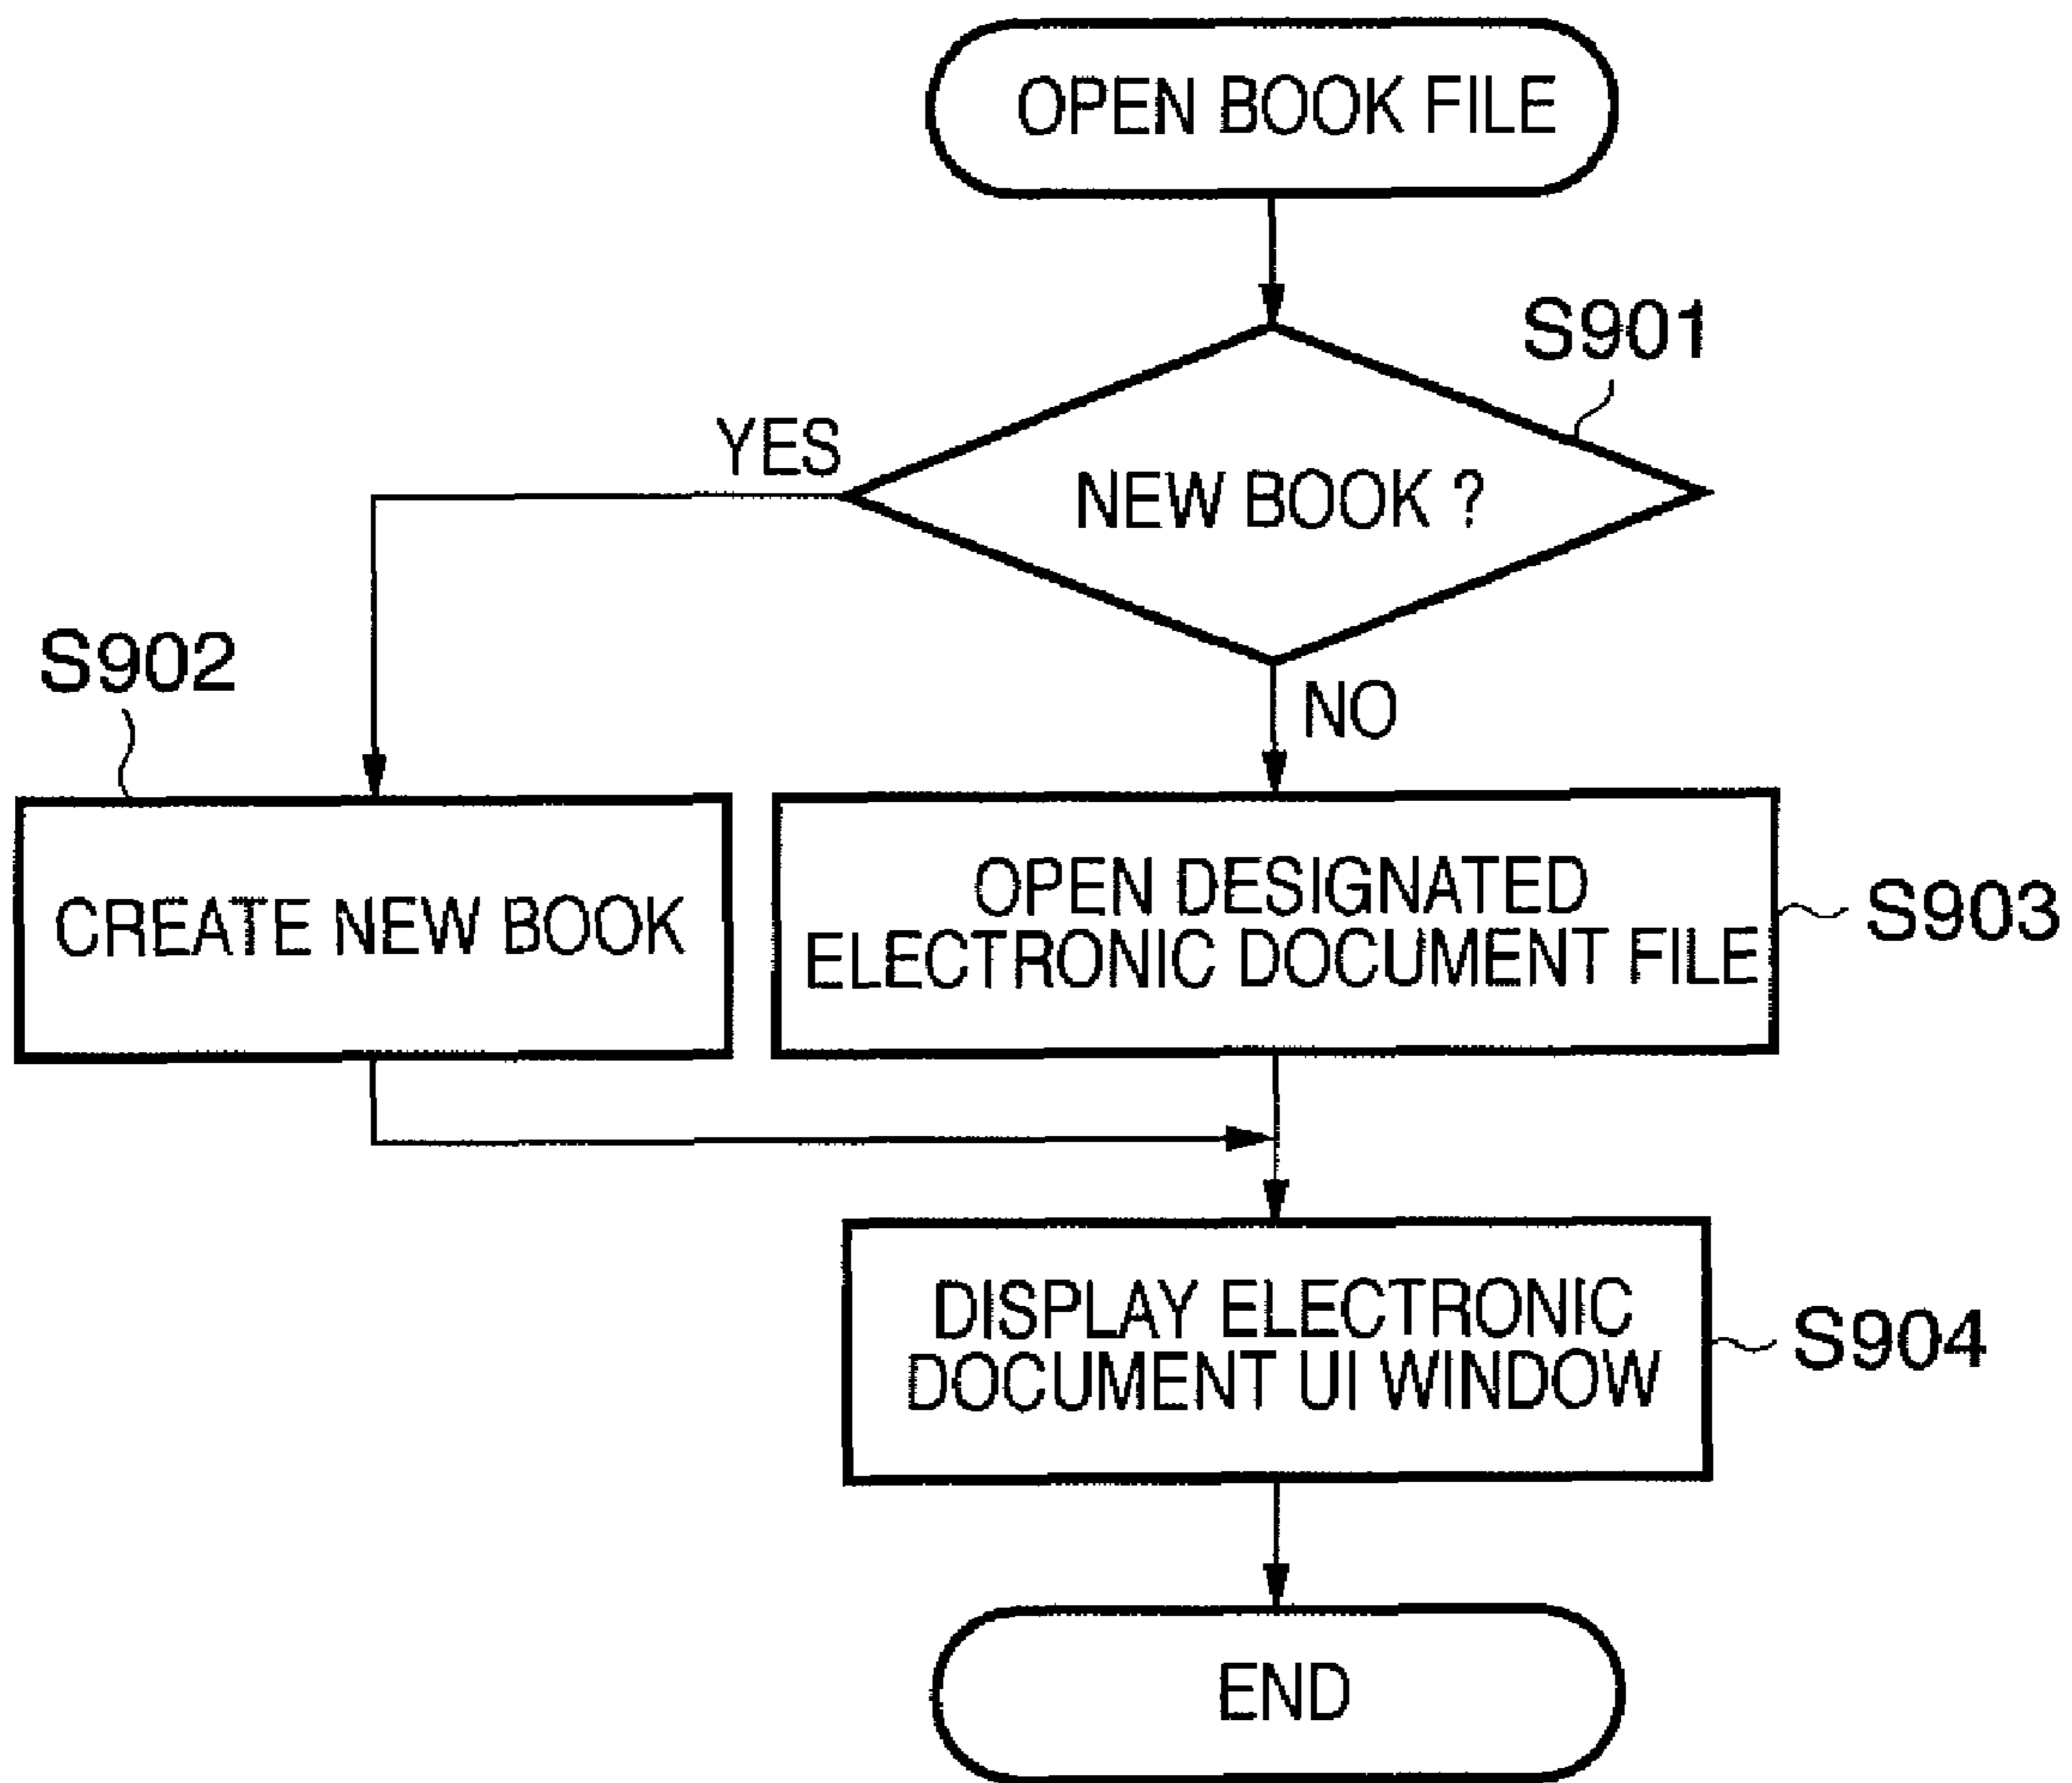 OPEN BOOK FILE
S901
YES
NEW BOOK ?
S902
NO
CREATE NEW BOOK
OPEN DESIGNATED
ELECTRONIC DOCUMENT FILE
S903
DISPLAY ELECTRONIC
DOCUMENT UI WINDOW
S904
END